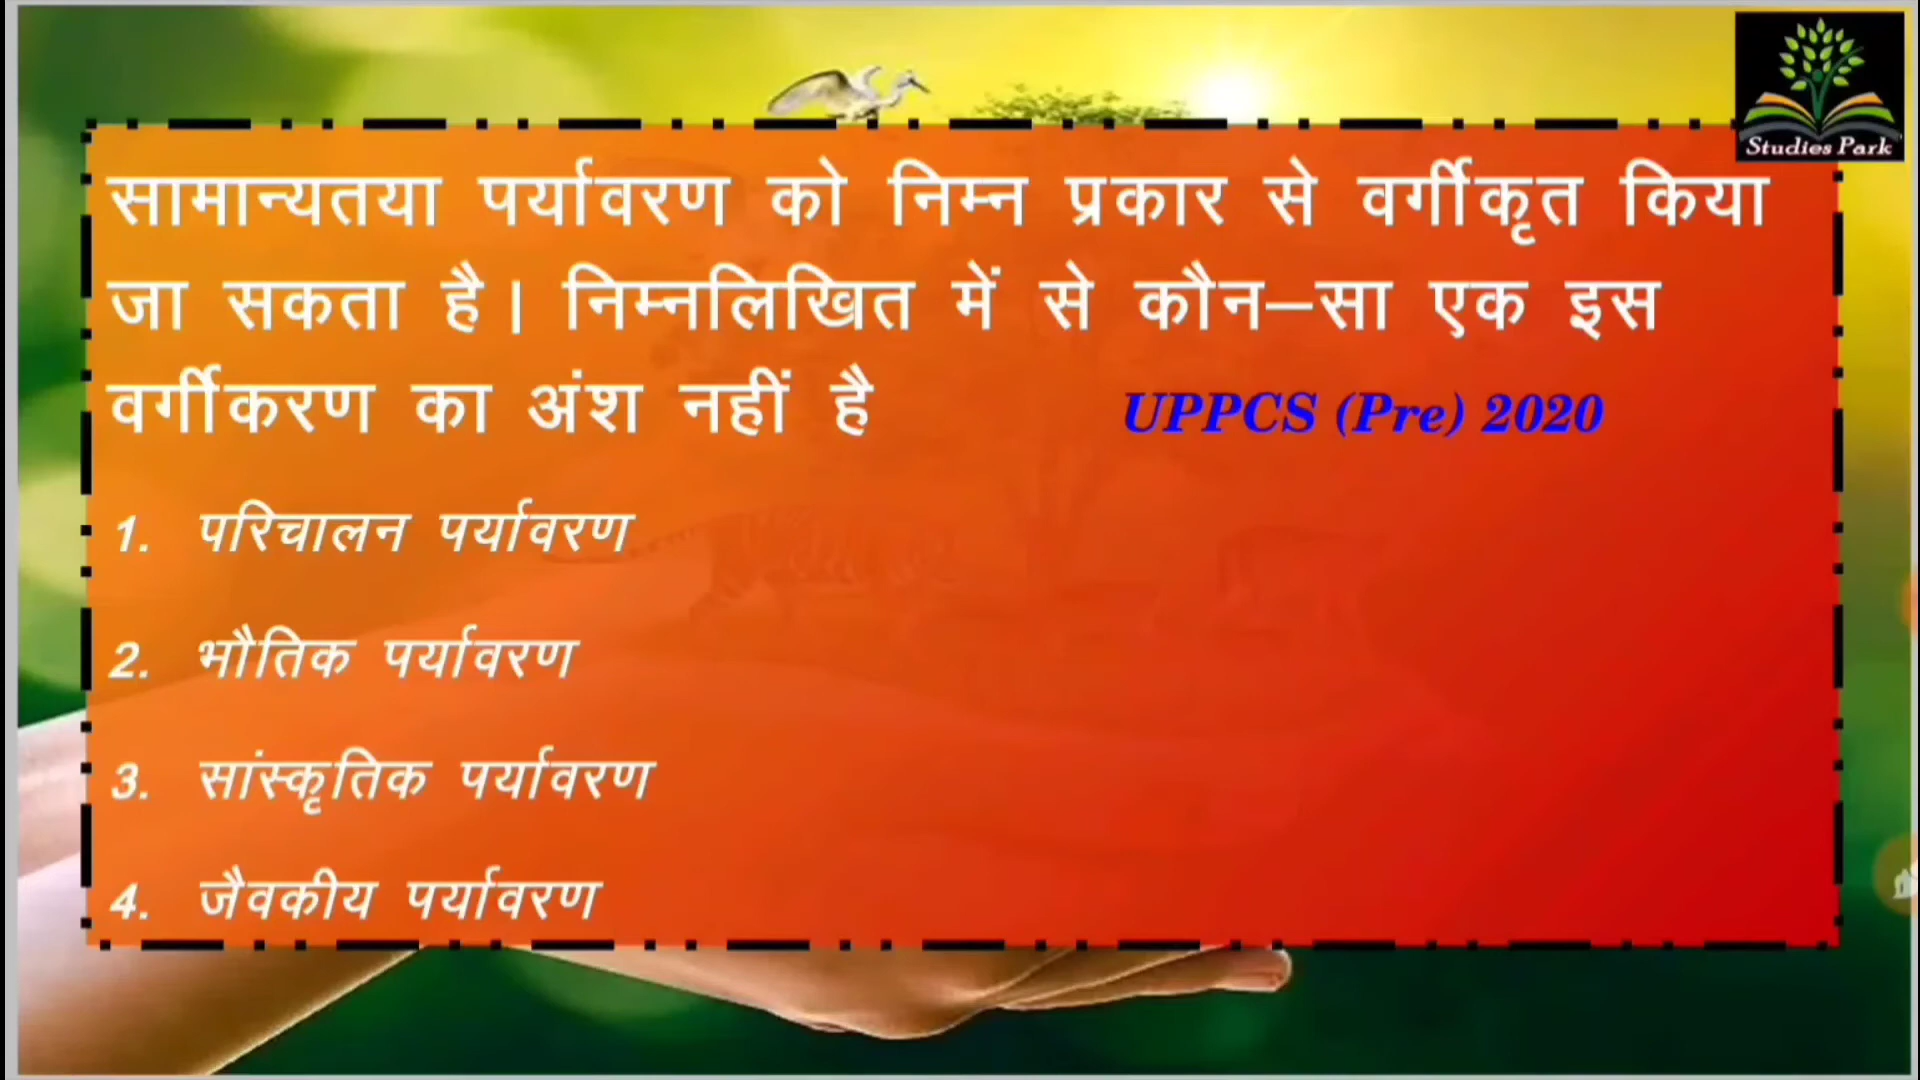 Studies Park
सामान्यतया पर्यावरण को निम्न प्रकार से वर्गीकृत किया
जा सकता है। निम्नलिखित में से कौन–सा एक इस
वर्गीकरण का अंश नहीं है UPPCS (Pre) 2020
1. परिचालन पर्यावरण
2. भौतिक पर्यावरण
3. सांस्कृतिक पर्यावरण
4. जैवकीय पर्यावरण